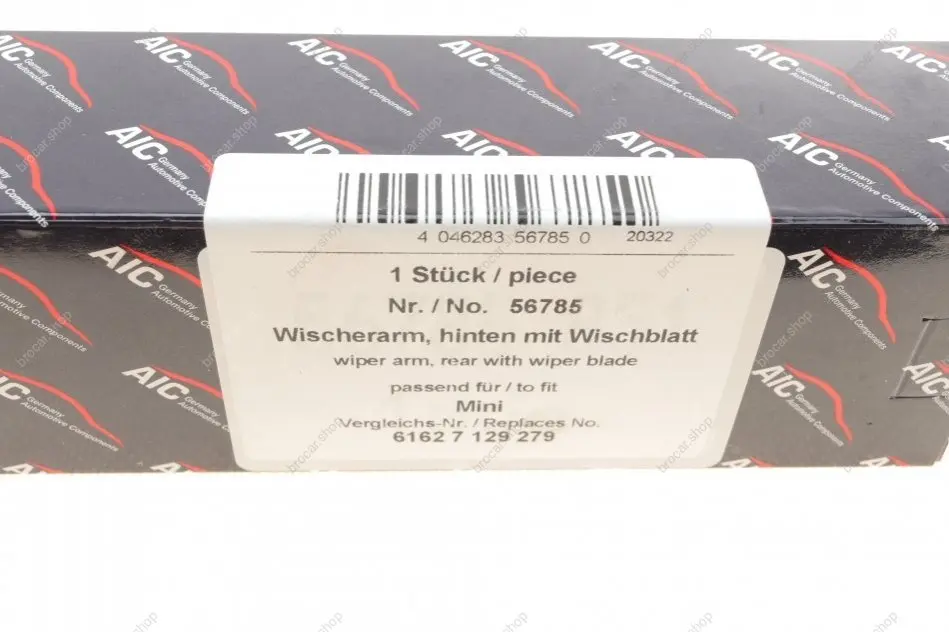 AIC Germany
Automotive Components
4 046283 56785 0 20322
1 Stück / piece
Nr. / No. 56785
Wischerarm, hinten mit Wischblatt
wiper arm, rear with wiper blade
passend für / to fit
Mini
Vergleichs-Nr. / Replaces No.
6162 7 129 279
brocar.shop